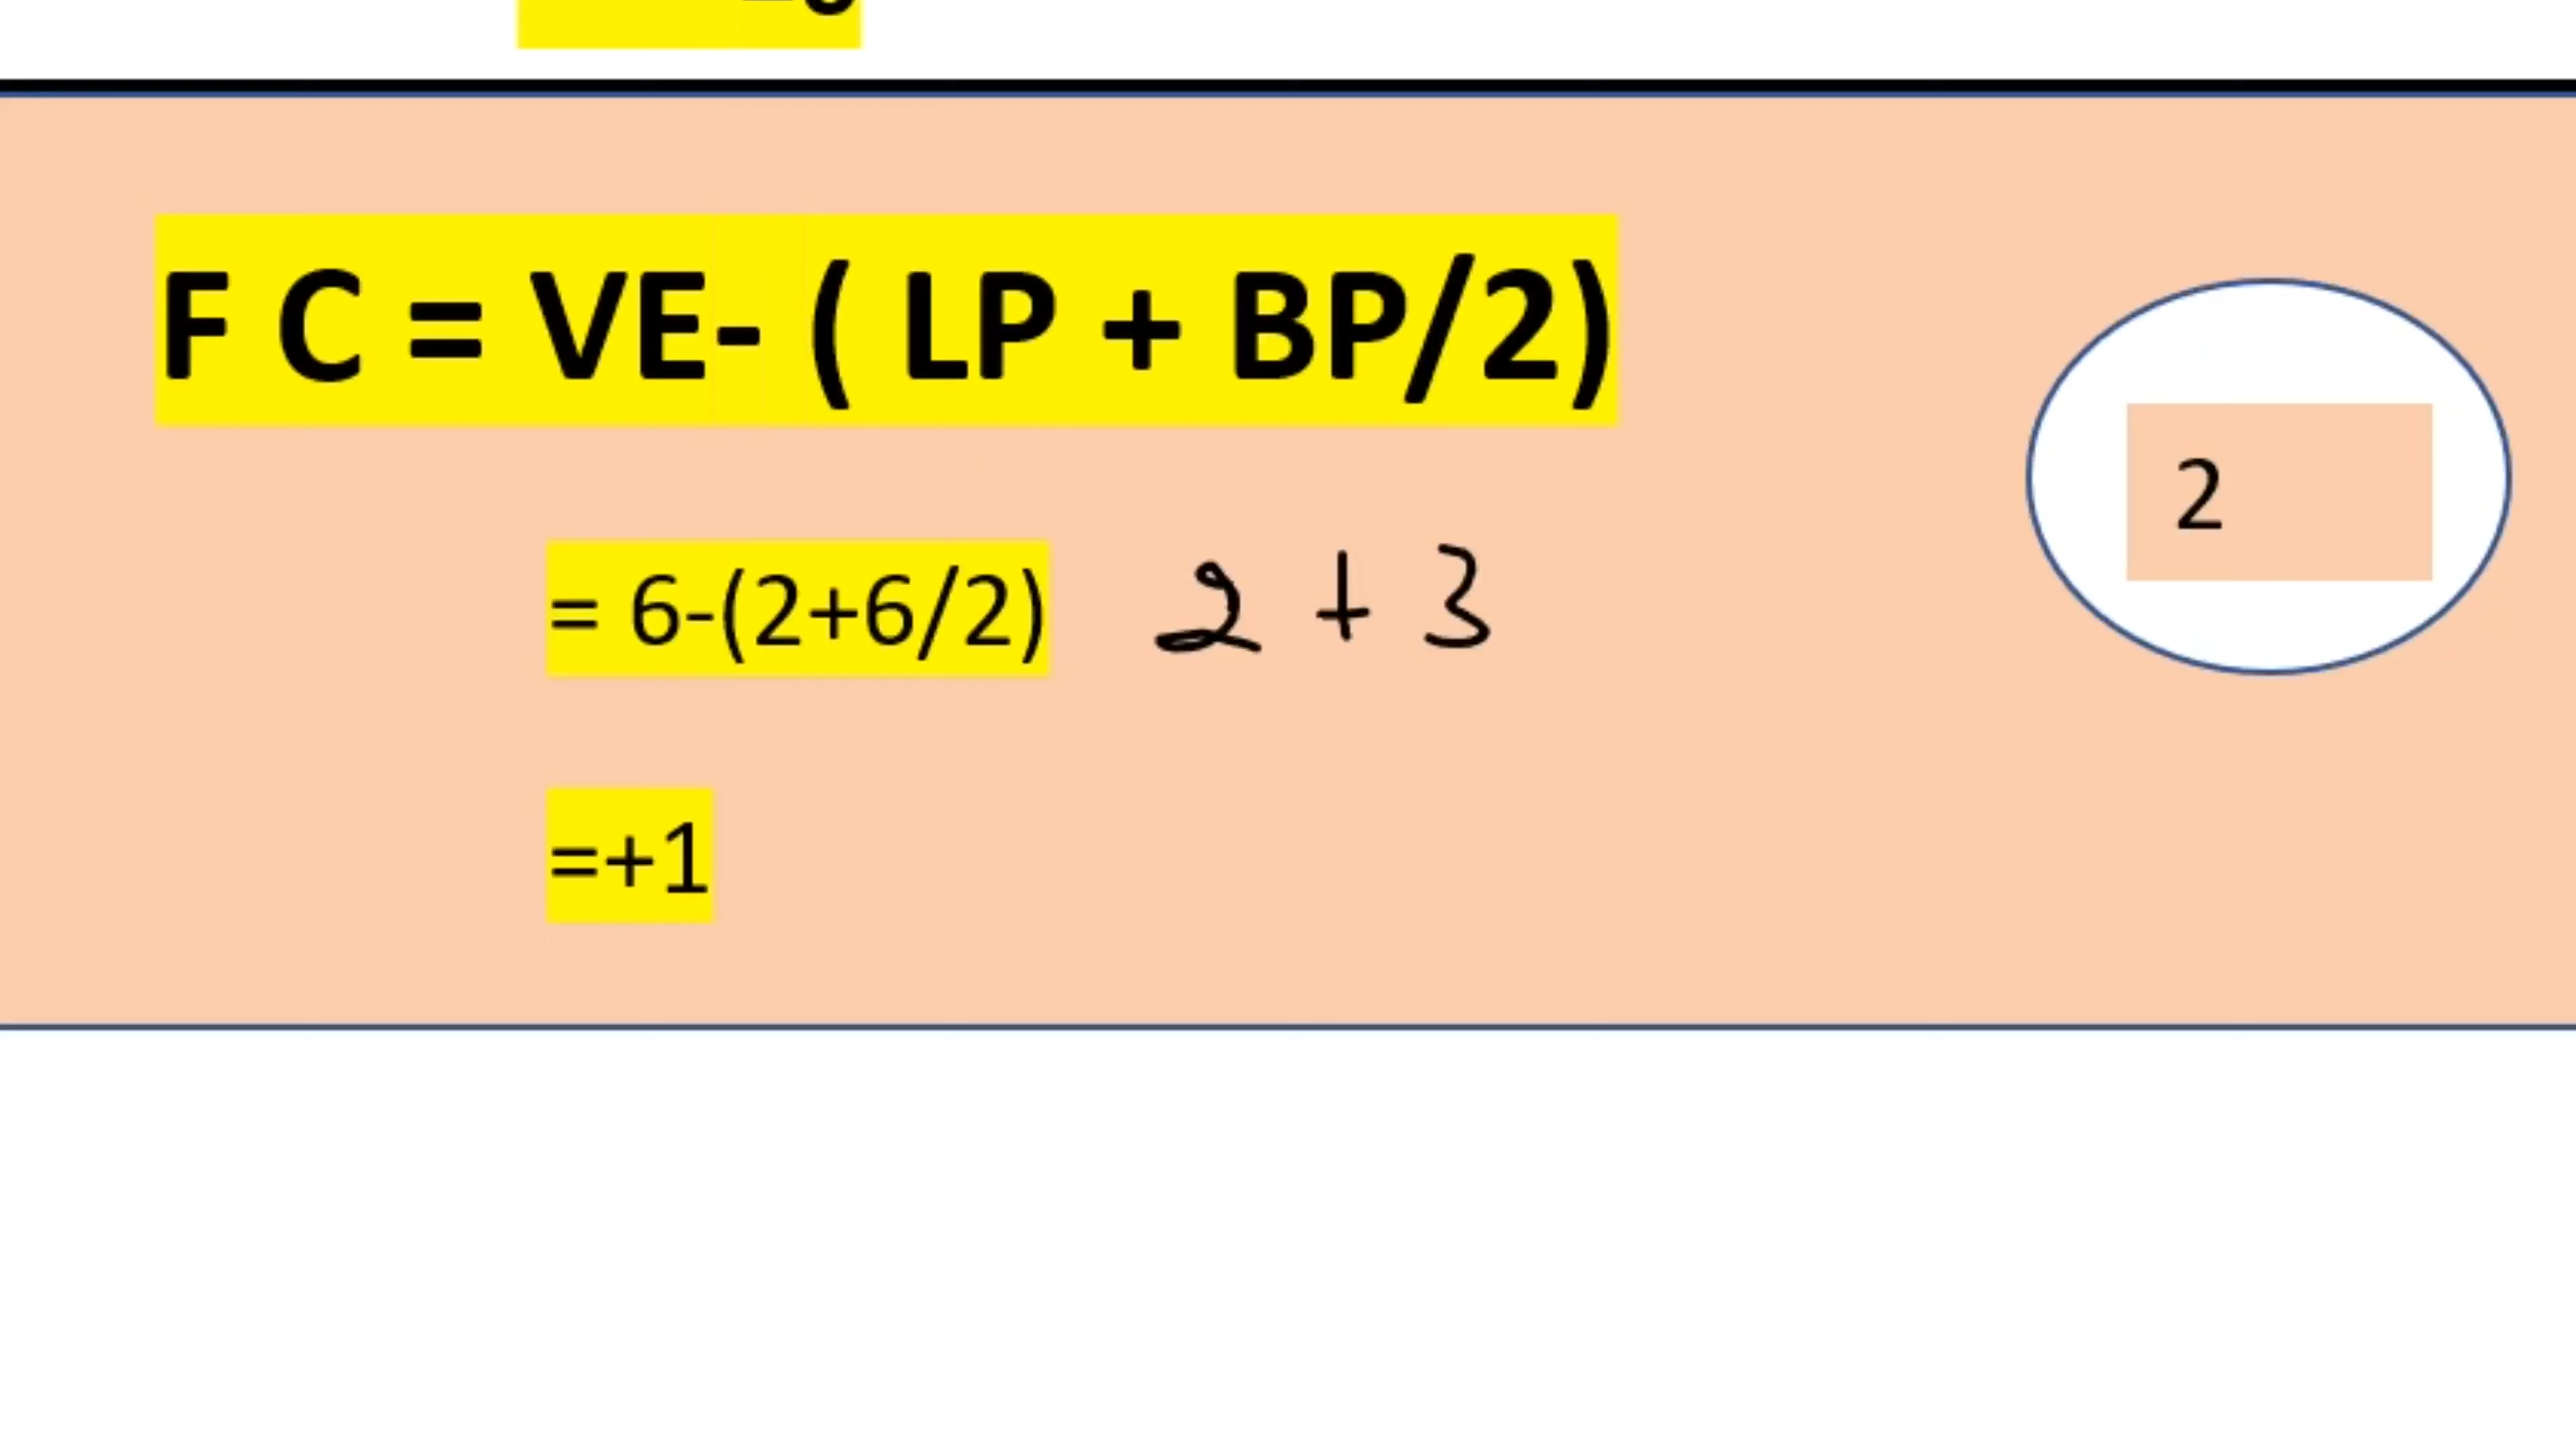 F C = VE- ( LP + BP/2)
2
= 6-(2+6/2) 2 + 3
=+1